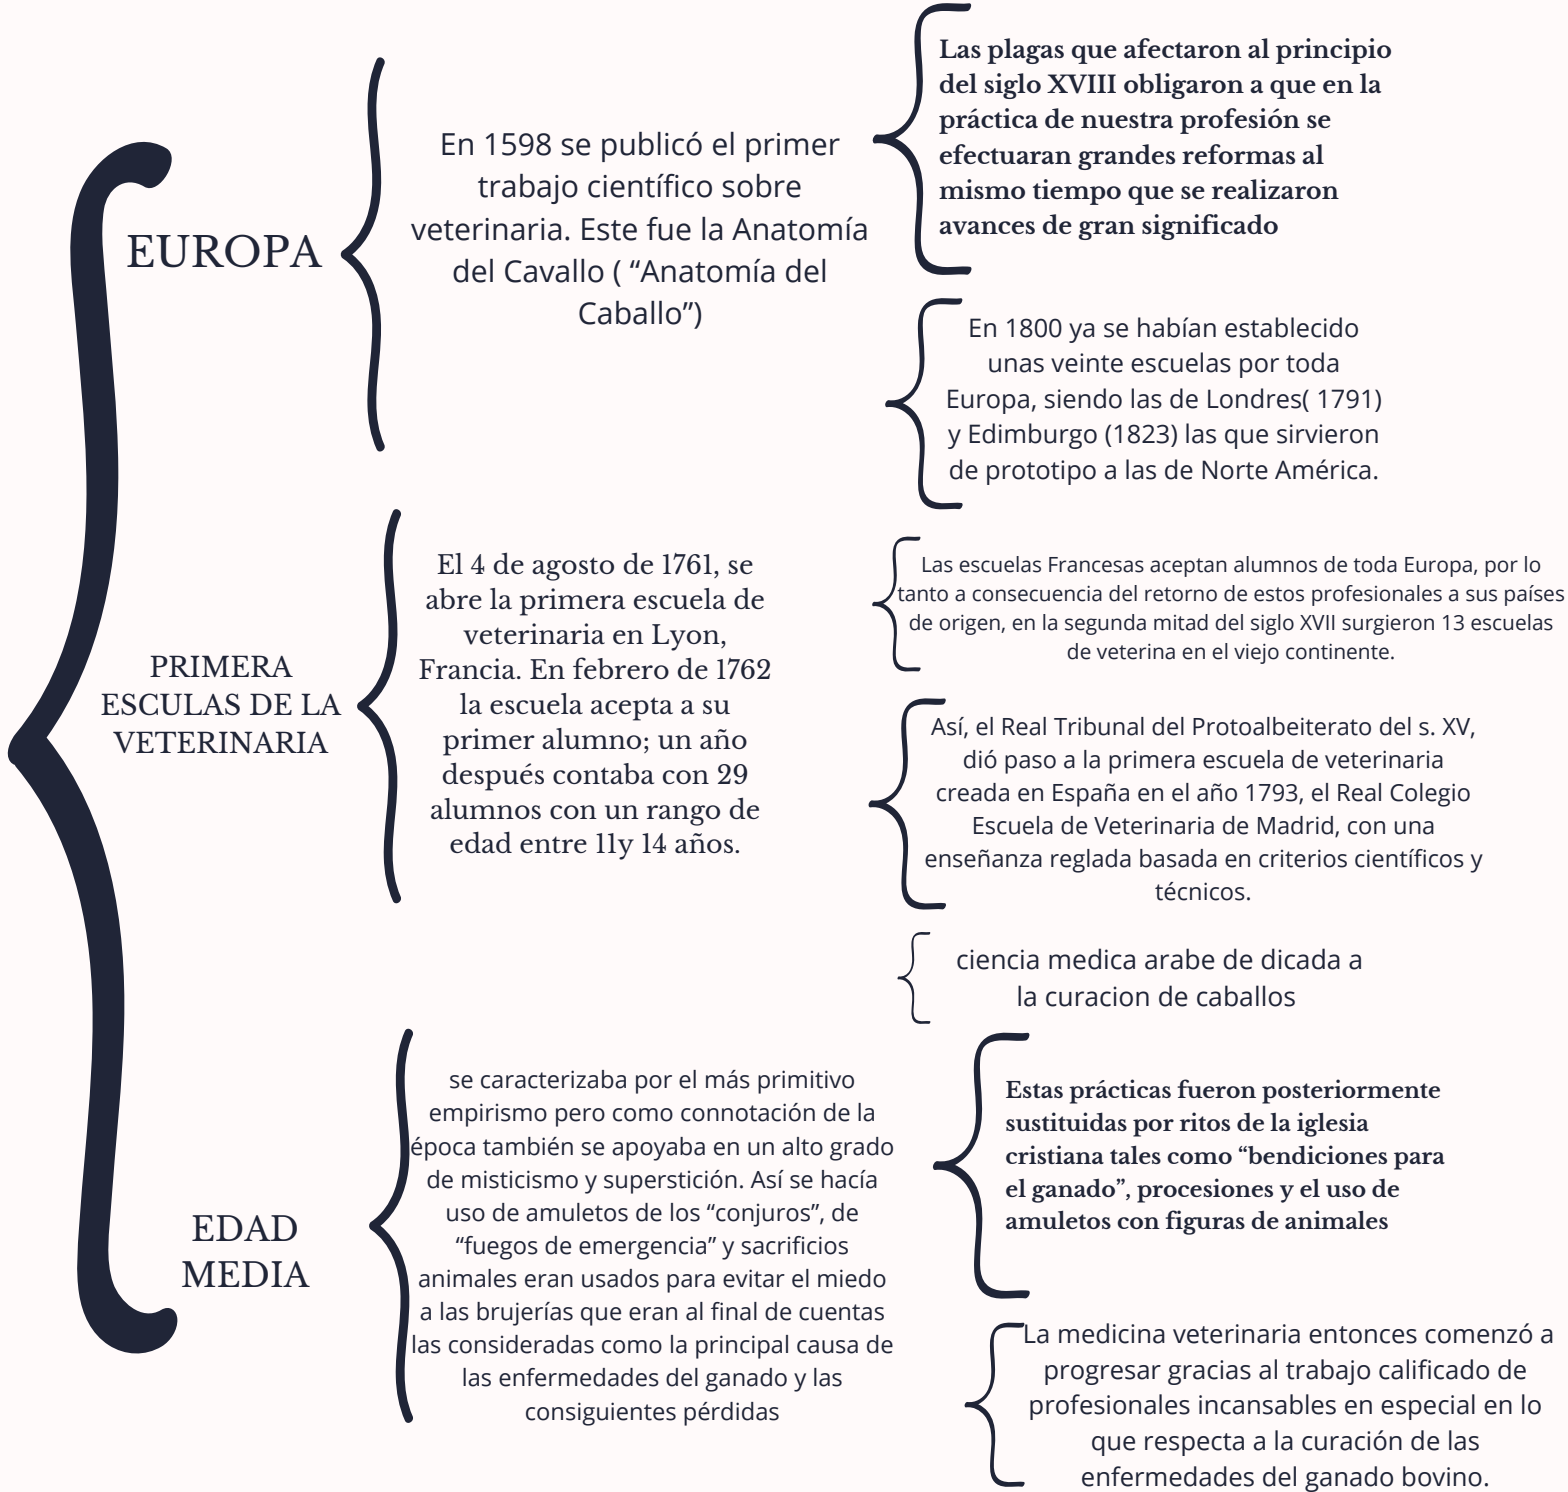 EUROPA
En 1598 se publicó el primer
trabajo científico sobre
veterinaria. Este fue la Anatomía
del Cavallo ( “Anatomía del
Caballo”)
Las plagas que afectaron al principio
del siglo XVIII obligaron a que en la
práctica de nuestra profesión se
efectuaran grandes reformas al
mismo tiempo que se realizaron
avances de gran significado
En 1800 ya se habían establecido
unas veinte escuelas por toda
Europa, siendo las de Londres( 1791)
y Edimburgo (1823) las que sirvieron
de prototipo a las de Norte América.
PRIMERA
ESCULAS DE LA
VETERINARIA
El 4 de agosto de 1761, se
abre la primera escuela de
veterinaria en Lyon,
Francia. En febrero de 1762
la escuela acepta a su
primer alumno; un año
después contaba con 29
alumnos con un rango de
edad entre 11y 14 años.
Las escuelas Francesas aceptan alumnos de toda Europa, por lo
tanto a consecuencia del retorno de estos profesionales a sus países
de origen, en la segunda mitad del siglo XVII surgieron 13 escuelas
de veterina en el viejo continente.
Así, el Real Tribunal del Protoalbeiterato del s. XV,
dió paso a la primera escuela de veterinaria
creada en España en el año 1793, el Real Colegio
Escuela de Veterinaria de Madrid, con una
enseñanza reglada basada en criterios científicos y
técnicos.
ciencia medica arabe de dicada a
la curacion de caballos
EDAD
MEDIA
se caracterizaba por el más primitivo
empirismo pero como connotación de la
época también se apoyaba en un alto grado
de misticismo y superstición. Así se hacía
uso de amuletos de los “conjuros”, de
“fuegos de emergencia” y sacrificios
animales eran usados para evitar el miedo
a las brujerías que eran al final de cuentas
las consideradas como la principal causa de
las enfermedades del ganado y las
consiguientes pérdidas
Estas prácticas fueron posteriormente
sustituidas por ritos de la iglesia
cristiana tales como “bendiciones para
el ganado”, procesiones y el uso de
amuletos con figuras de animales
La medicina veterinaria entonces comenzó a
progresar gracias al trabajo calificado de
profesionales incansables en especial en lo
que respecta a la curación de las
enfermedades del ganado bovino.